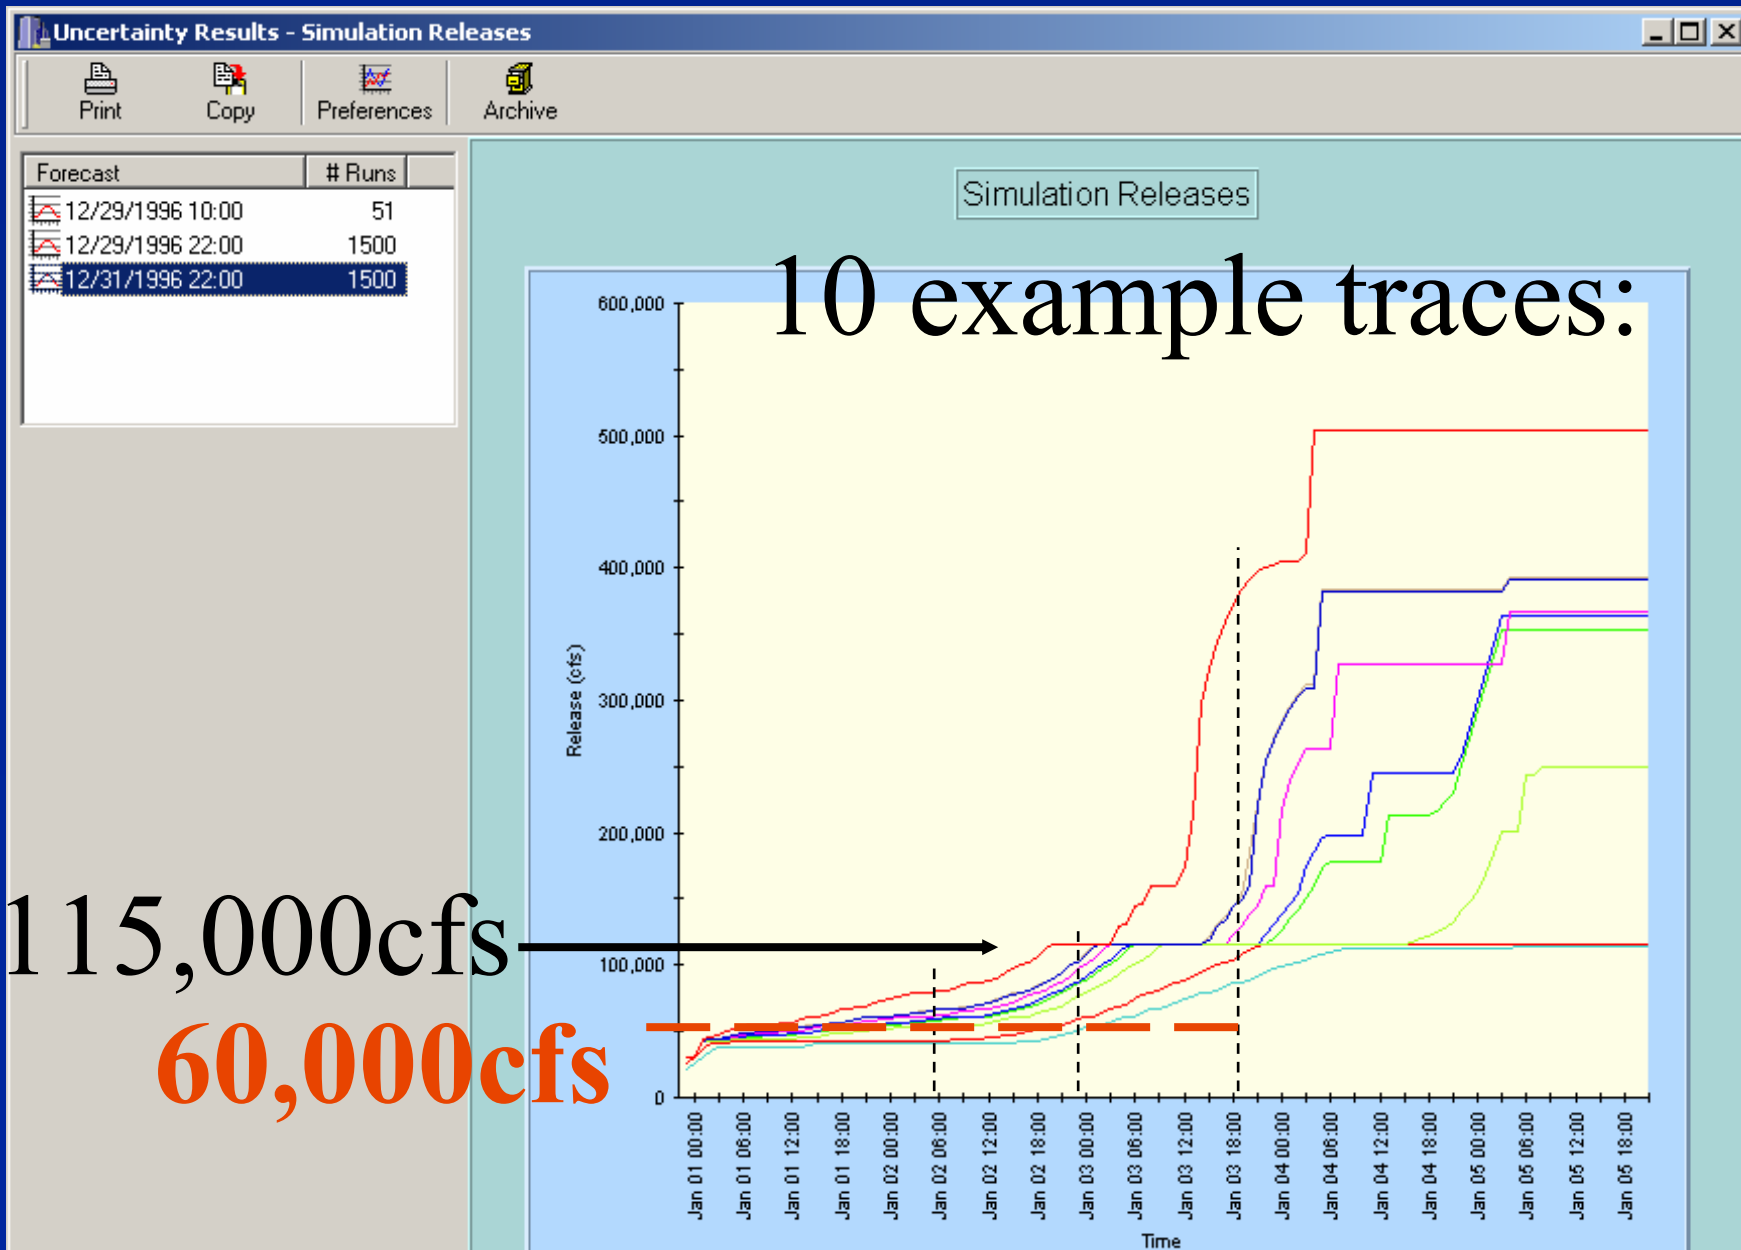 Uncertainty Results - Simulation Releases
Print Copy Preferences Archive
Forecast # Runs
12/29/1996 10:00 51
12/29/1996 22:00 1500
12/31/1996 22:00 1500
Simulation Releases
10 example traces:
600,000
500,000
400,000
300,000
200,000
100,000
0
Release (cfs)
115,000cfs
60,000cfs
Jan 01 00:00
Jan 01 06:00
Jan 01 12:00
Jan 01 18:00
Jan 02 00:00
Jan 02 06:00
Jan 02 12:00
Jan 02 18:00
Jan 03 00:00
Jan 03 06:00
Jan 03 12:00
Jan 03 18:00
Jan 04 00:00
Jan 04 06:00
Jan 04 12:00
Jan 04 18:00
Jan 05 00:00
Jan 05 06:00
Jan 05 12:00
Jan 05 18:00
Time